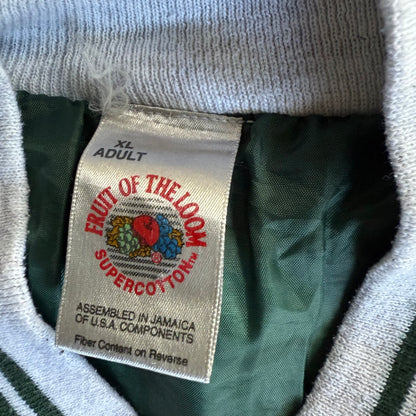 XL
ADULT
FRUIT OF THE LOOM
SUPERCOTTON™
ASSEMBLED IN JAMAICA
OF U.S.A. COMPONENTS
Fiber Content on Reverse